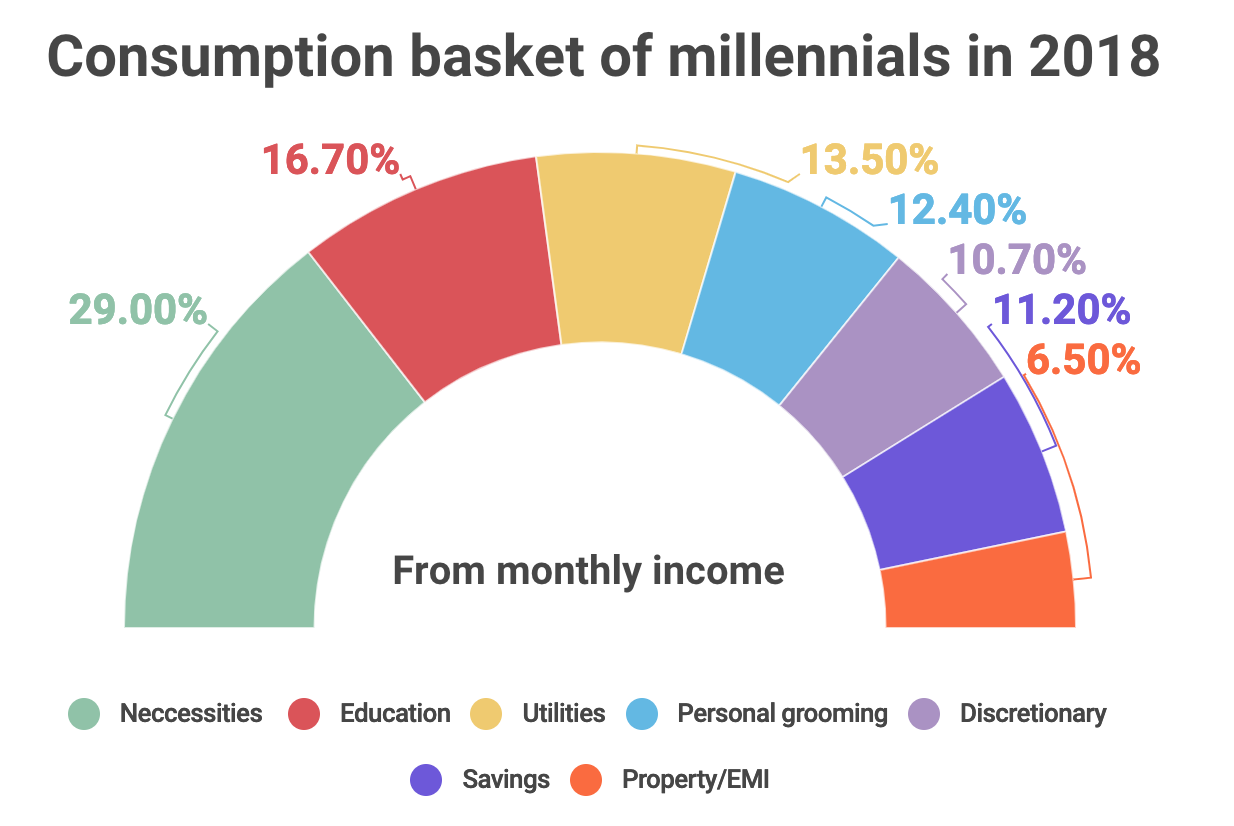 Consumption basket of millennials in 2018
16.70%
13.50%
12.40%
10.70%
29.00%
11.20%
6.50%
From monthly income
Neccessities Education Utilities Personal grooming Discretionary
Savings Property/EMI